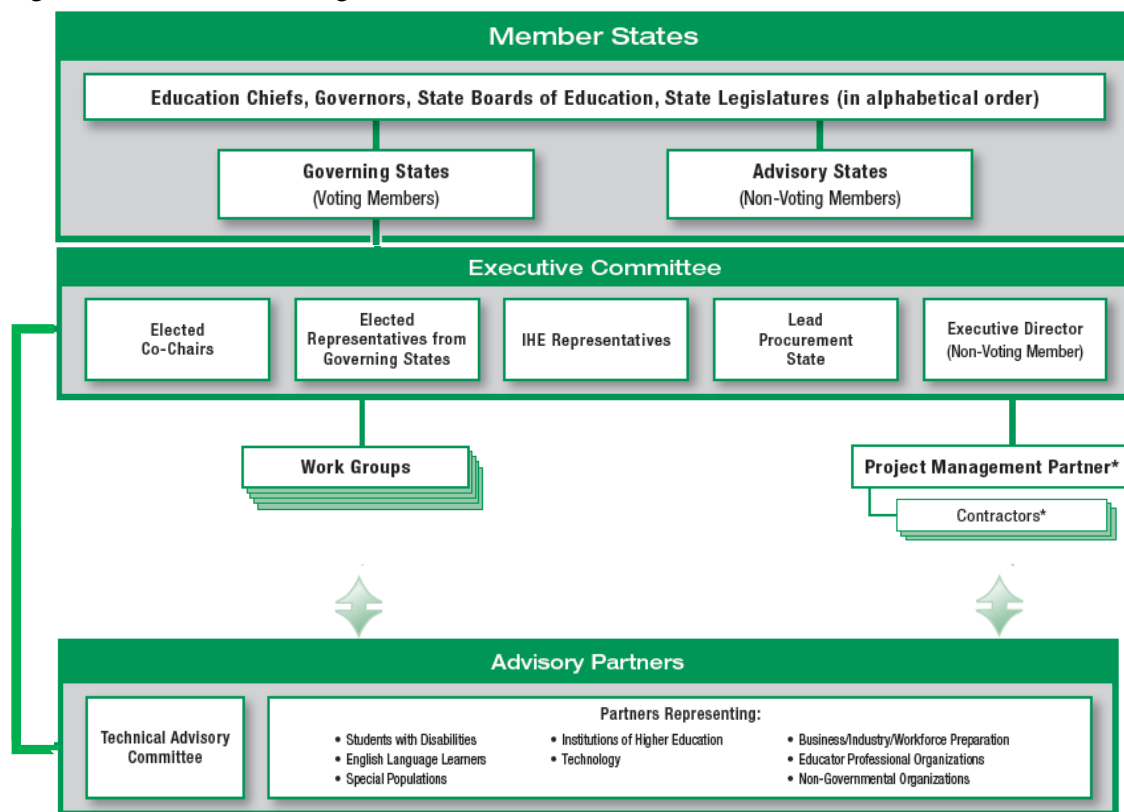 Member States
Education Chiefs, Governors, State Boards of Education, State Legislatures (in alphabetical order)
Governing States
(Voting Members)
Advisory States
(Non-Voting Members)
Executive Committee
Elected
Co-Chairs
Elected
Representatives from
Governing States
IHE Representatives
Lead
Procurement
State
Executive Director
(Non-Voting Member)
Work Groups
Project Management Partner*
Contractors*
Advisory Partners
Technical Advisory
Committee
Partners Representing:
• Students with Disabilities
• English Language Learners
• Special Populations
• Institutions of Higher Education
• Technology
• Business/Industry/Workforce Preparation
• Educator Professional Organizations
• Non-Governmental Organizations